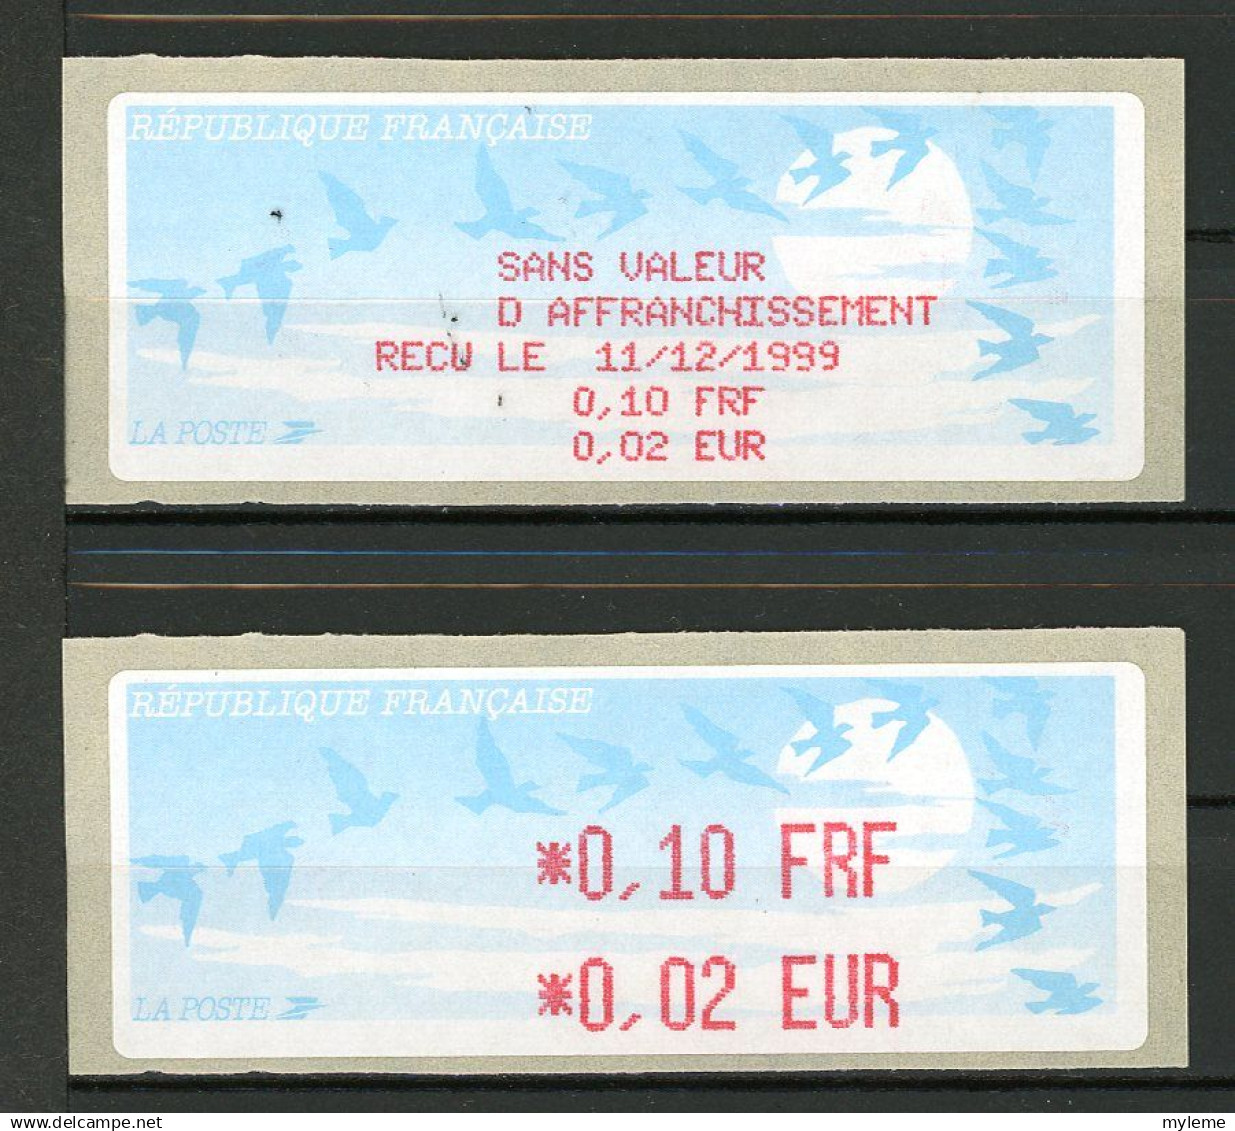 RÉPUBLIQUE FRANÇAISE
SANS VALEUR
D AFFRANCHISSEMENT
RECU LE 11/12/1999
0,10 FRF
0,02 EUR
LA POSTE
RÉPUBLIQUE FRANÇAISE
*0,10 FRF
*0,02 EUR
LA POSTE
delcampe.net
myleme